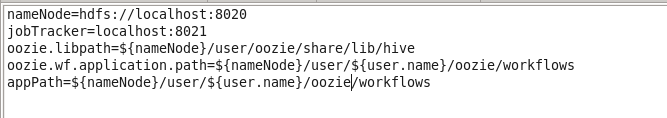 nameNode=hdfs://localhost:8020
jobTracker=localhost:8021
oozie.libpath=${nameNode}/user/oozie/share/lib/hive
oozie.wf.application.path=${nameNode}/user/${user.name}/oozie/workflows
appPath=${nameNode}/user/${user.name}/oozie/workflows